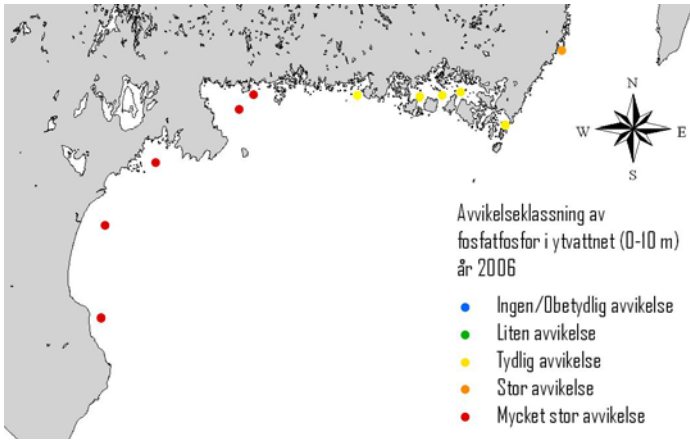 N
W E
S
Avvikelseklassning av
fosfatfosfor i ytvattnet (0-10 m)
år 2006
Ingen/Obetydlig avvikelse
Liten avvikelse
Tydlig avvikelse
Stor avvikelse
Mycket stor avvikelse